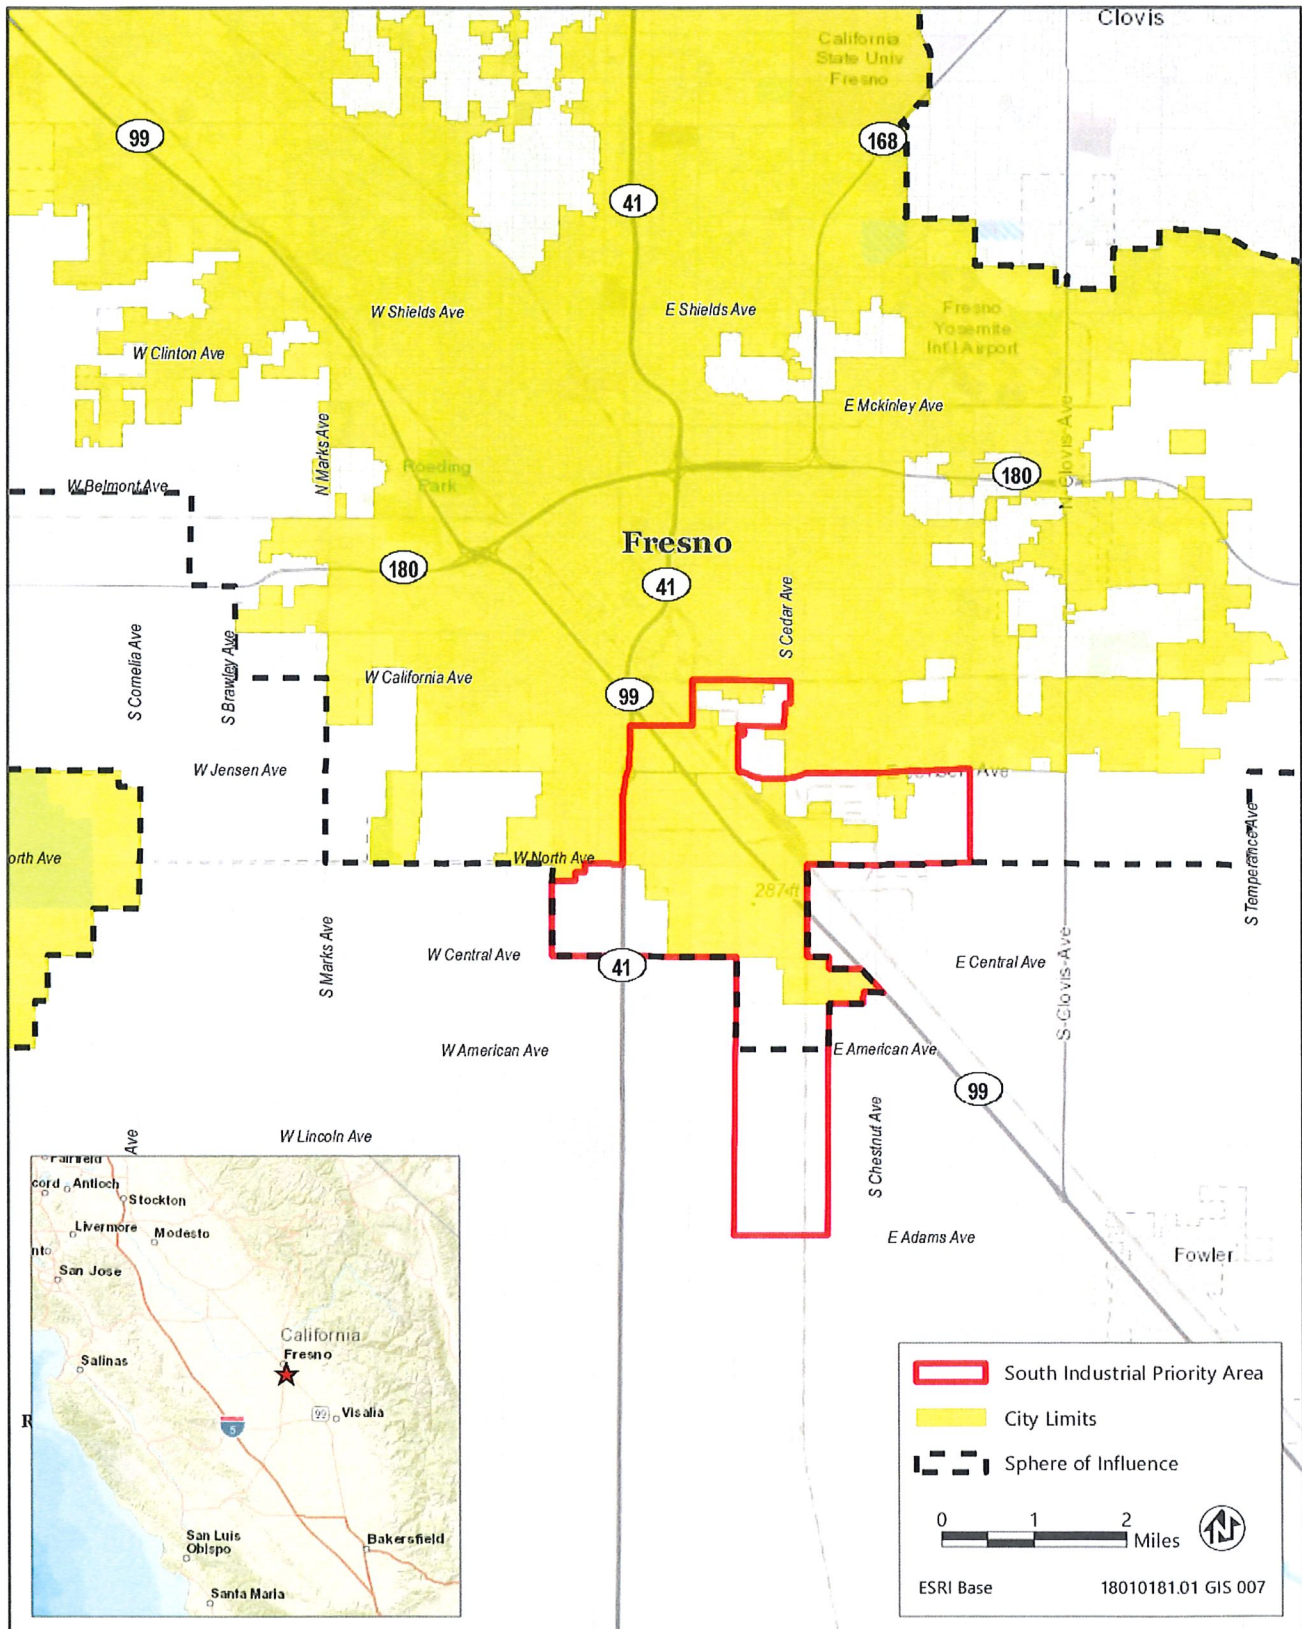 Clovis
California
State Univ
Fresno
99
168
41
W Shields Ave
E Shields Ave
Fresno
Yosemite
Int'l Airport
W Clinton Ave
E Mckinley Ave
N Marks Ave
N-Clovis-Ave
Roeding
Park
180
W Belmont Ave
Fresno
180
41
S Cedar Ave
S Cornelia Ave
S Brawley Ave
W California Ave
99
W Jensen Ave
Ave
orth Ave
W North Ave
S Temperance Ave
2874ft
S Marks Ave
W Central Ave
41
E Central Ave
S-Clovis-Ave
W American Ave
E American Ave
99
S Chestnut Ave
Ave
W Lincoln Ave
E Adams Ave
Fowler
Fairfield
cord
Antioch
Stockton
Livermore
Modesto
nt
San Jose
California
Fresno
Salinas
99
Visalia
5
R
San Luis
Obispo
Bakersfield
Santa Maria
South Industrial Priority Area
City Limits
Sphere of Influence
0 1 2
Miles
N
ESRI Base
18010181.01 GIS 007